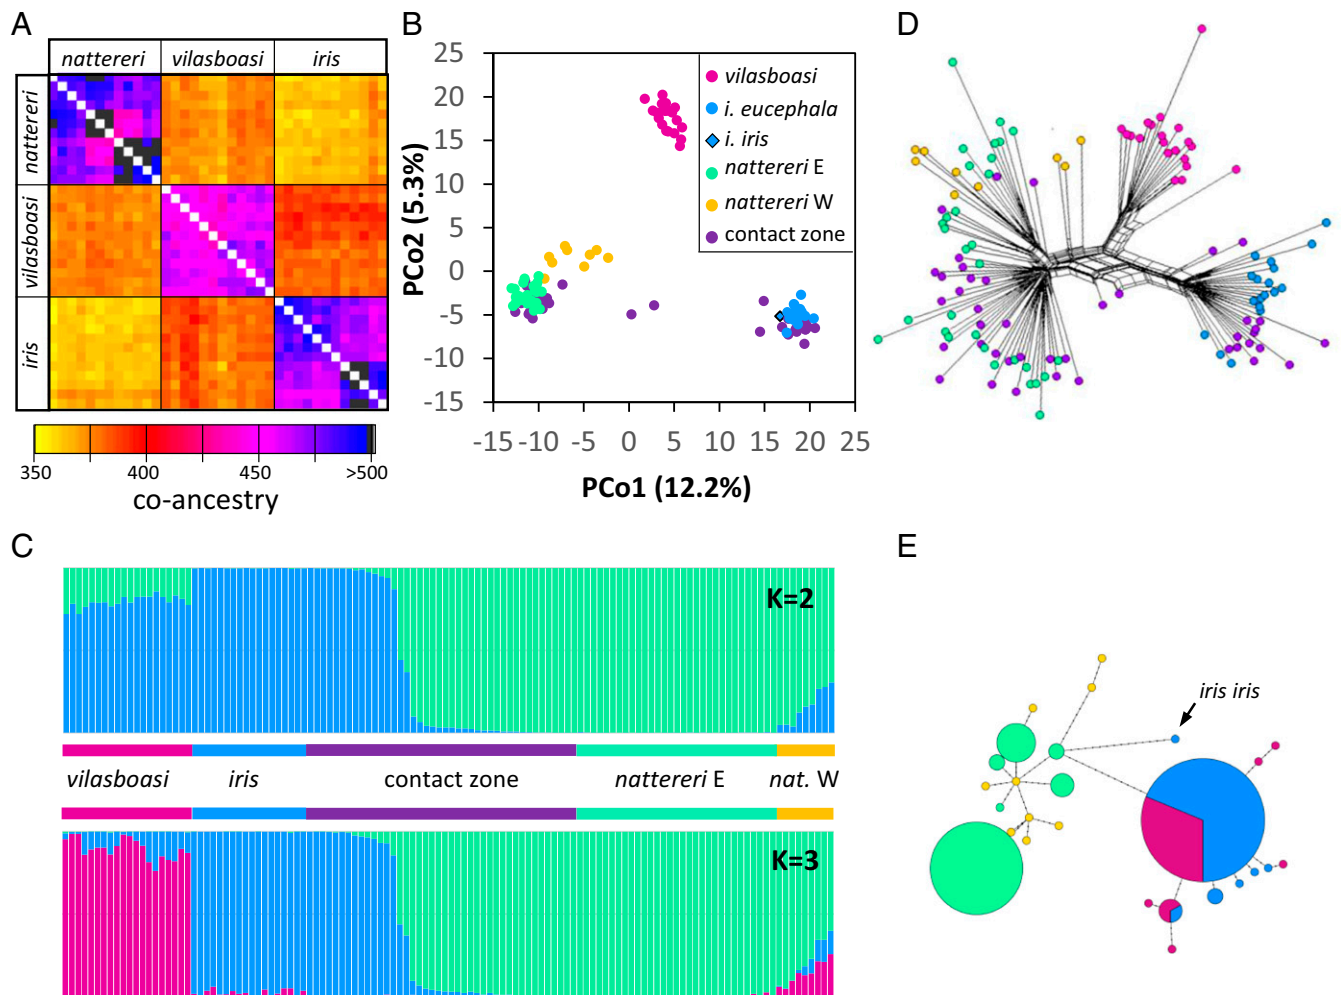 A
nattereri vilasboasi iris
nattereri
vilasboasi
iris
350 400 450 >500
co-ancestry
B
25
20
15
10
5
0
-5
-10
-15
PCo2 (5.3%)
-15 -10 -5 0 5 10 15 20 25
PCo1 (12.2%)
vilasboasi
i. eucephala
i. iris
nattereri E
nattereri W
contact zone
C
K=2
vilasboasi iris contact zone nattereri E nat. W
K=3
D
E
iris iris